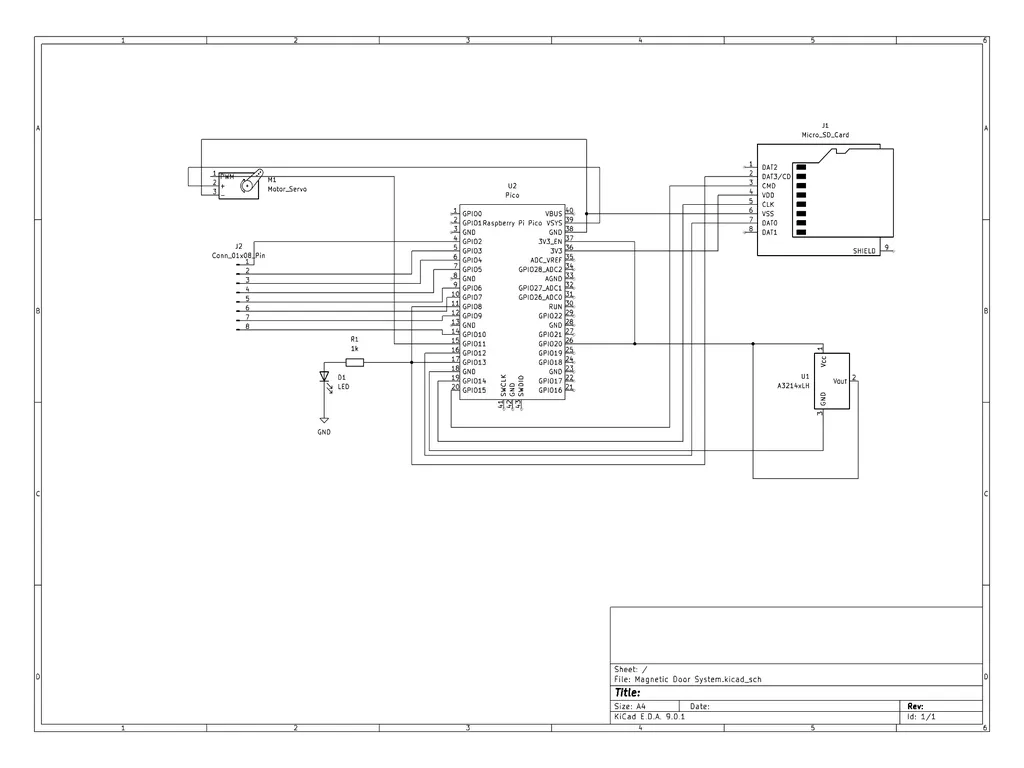 1 2 3 4 5 6
A A
J1
Micro_SD_Card
1 DAT2
2 DAT3/CD
3 CMD
4 VDD
5 CLK
6 VSS
7 DAT0
8 DAT1
SHIELD 9
1 PWM
2 +
3 -
M1
Motor_Servo
U2
Pico
Raspberry Pi Pico
1 GPIO0 VBUS 40
2 GPIO1 VSYS 39
3 GND GND 38
4 GPIO2 3V3_EN 37
5 GPIO3 3V3 36
6 GPIO4 ADC_VREF 35
7 GPIO5 GPIO28_ADC2 34
8 GND AGND 33
9 GPIO6 GPIO27_ADC1 32
10 GPIO7 GPIO26_ADC0 31
11 GPIO8 RUN 30
12 GPIO9 GPIO22 29
13 GND GND 28
14 GPIO10 GPIO21 27
15 GPIO11 GPIO20 26
16 GPIO12 GPIO19 25
17 GPIO13 GPIO18 24
18 GND GND 23
19 GPIO14 GPIO17 22
20 GPIO15 GPIO16 21
SWCLK 41
GND 42
SWDIO 43
J2
Conn_01x08_Pin
1
2
3
4
5
6
7
8
B B
R1
1k
D1
LED
GND
U1
A3214xLH
1 Vcc
Vout 2
GND 3
C C
D D
Sheet: /
File: Magnetic Door System.kicad_sch
Title:
Size: A4 Date: Rev:
KiCad E.D.A. 9.0.1 Id: 1/1
1 2 3 4 5 6